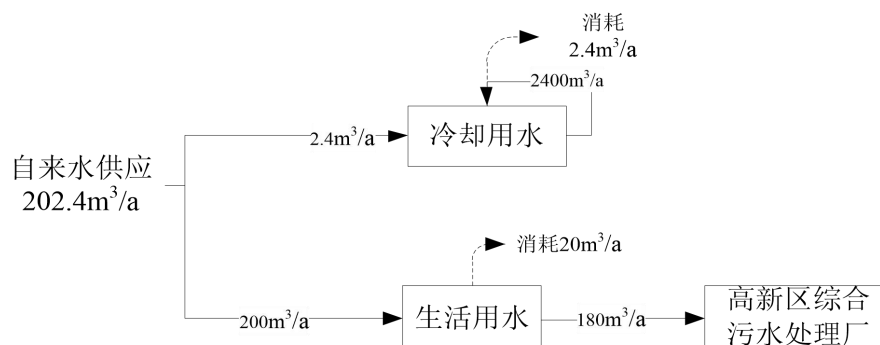 消耗
2.4m³/a
2400m³/a
冷却用水
2.4m³/a
自来水供应
202.4m³/a
消耗20m³/a
生活用水
200m³/a
180m³/a
高新区综合
污水处理厂